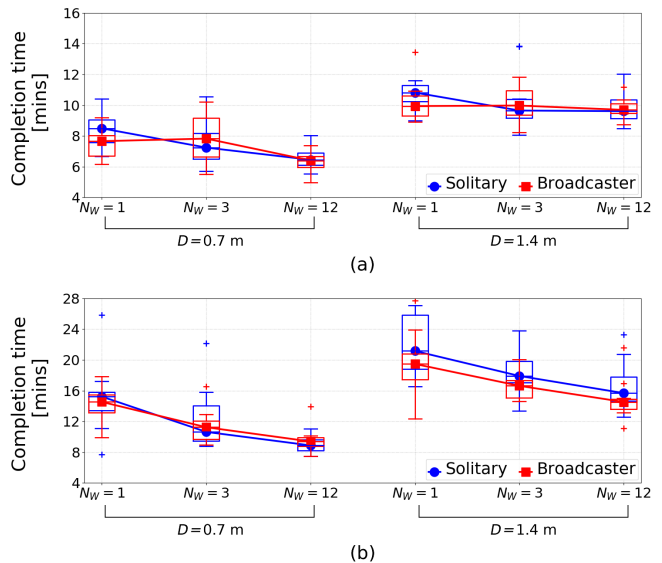 16
14
12
10
8
6
4
Completion time
[mins]
Solitary Broadcaster
N_W = 1 N_W = 3 N_W = 12 N_W = 1 N_W = 3 N_W = 12
D = 0.7 m D = 1.4 m
(a)
28
24
20
16
12
8
4
Completion time
[mins]
Solitary Broadcaster
N_W = 1 N_W = 3 N_W = 12 N_W = 1 N_W = 3 N_W = 12
D = 0.7 m D = 1.4 m
(b)